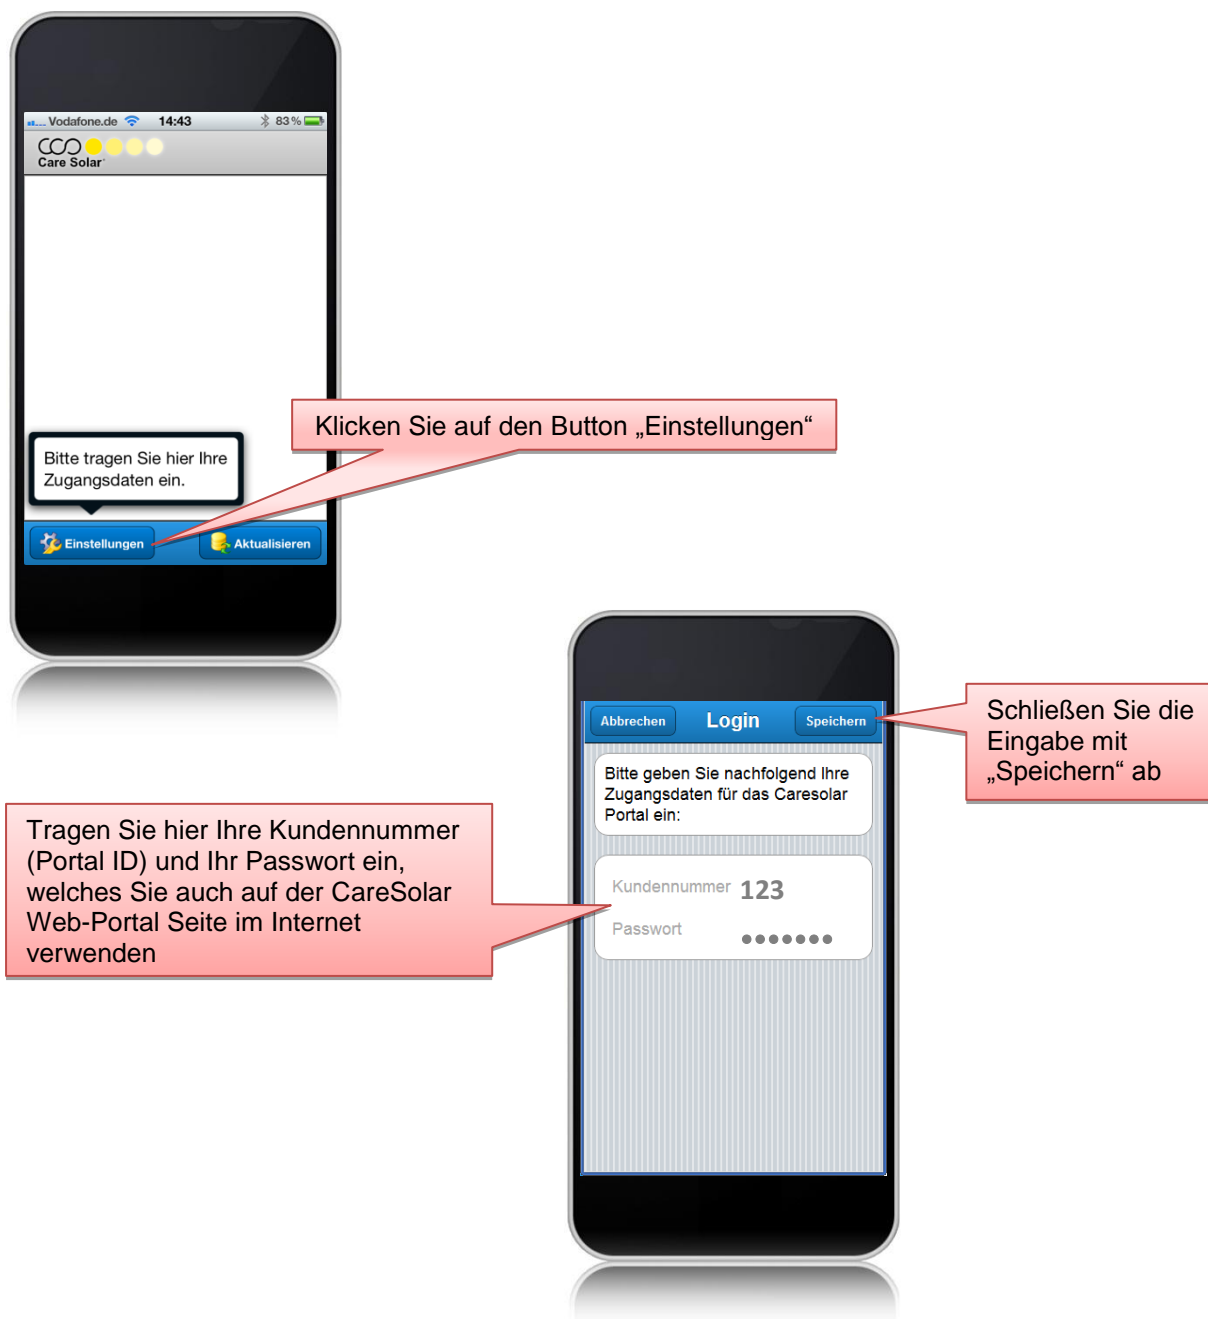 Vodafone.de 14:43 83%
CCS
Care Solar
Klicken Sie auf den Button „Einstellungen“
Bitte tragen Sie hier Ihre
Zugangsdaten ein.
Einstellungen Aktualisieren
Abbrechen Login Speichern
Schließen Sie die
Eingabe mit
„Speichern“ ab
Bitte geben Sie nachfolgend Ihre
Zugangsdaten für das Caresolar
Portal ein:
Tragen Sie hier Ihre Kundennummer
(Portal ID) und Ihr Passwort ein,
welches Sie auch auf der CareSolar
Web-Portal Seite im Internet
verwenden
Kundennummer 123
Passwort •••••••